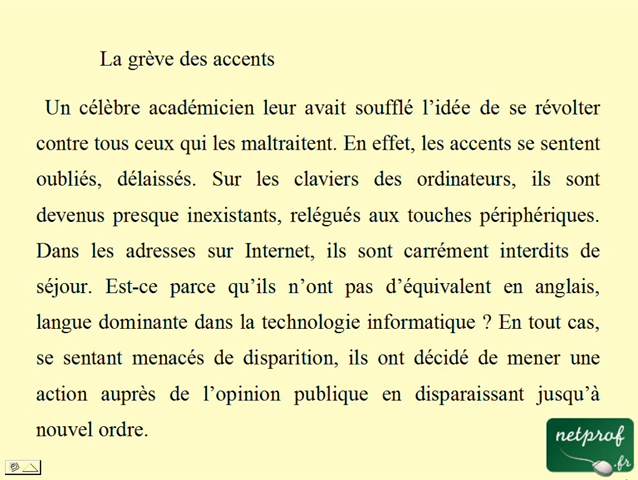 La grève des accents
Un célèbre académicien leur avait soufflé l’idée de se révolter
contre tous ceux qui les maltraitent. En effet, les accents se sentent
oubliés, délaissés. Sur les claviers des ordinateurs, ils sont
devenus presque inexistants, relégués aux touches périphériques.
Dans les adresses sur Internet, ils sont carrément interdits de
séjour. Est-ce parce qu’ils n’ont pas d’équivalent en anglais,
langue dominante dans la technologie informatique ? En tout cas,
se sentant menacés de disparition, ils ont décidé de mener une
action auprès de l’opinion publique en disparaissant jusqu’à
nouvel ordre.
netprof
.fr